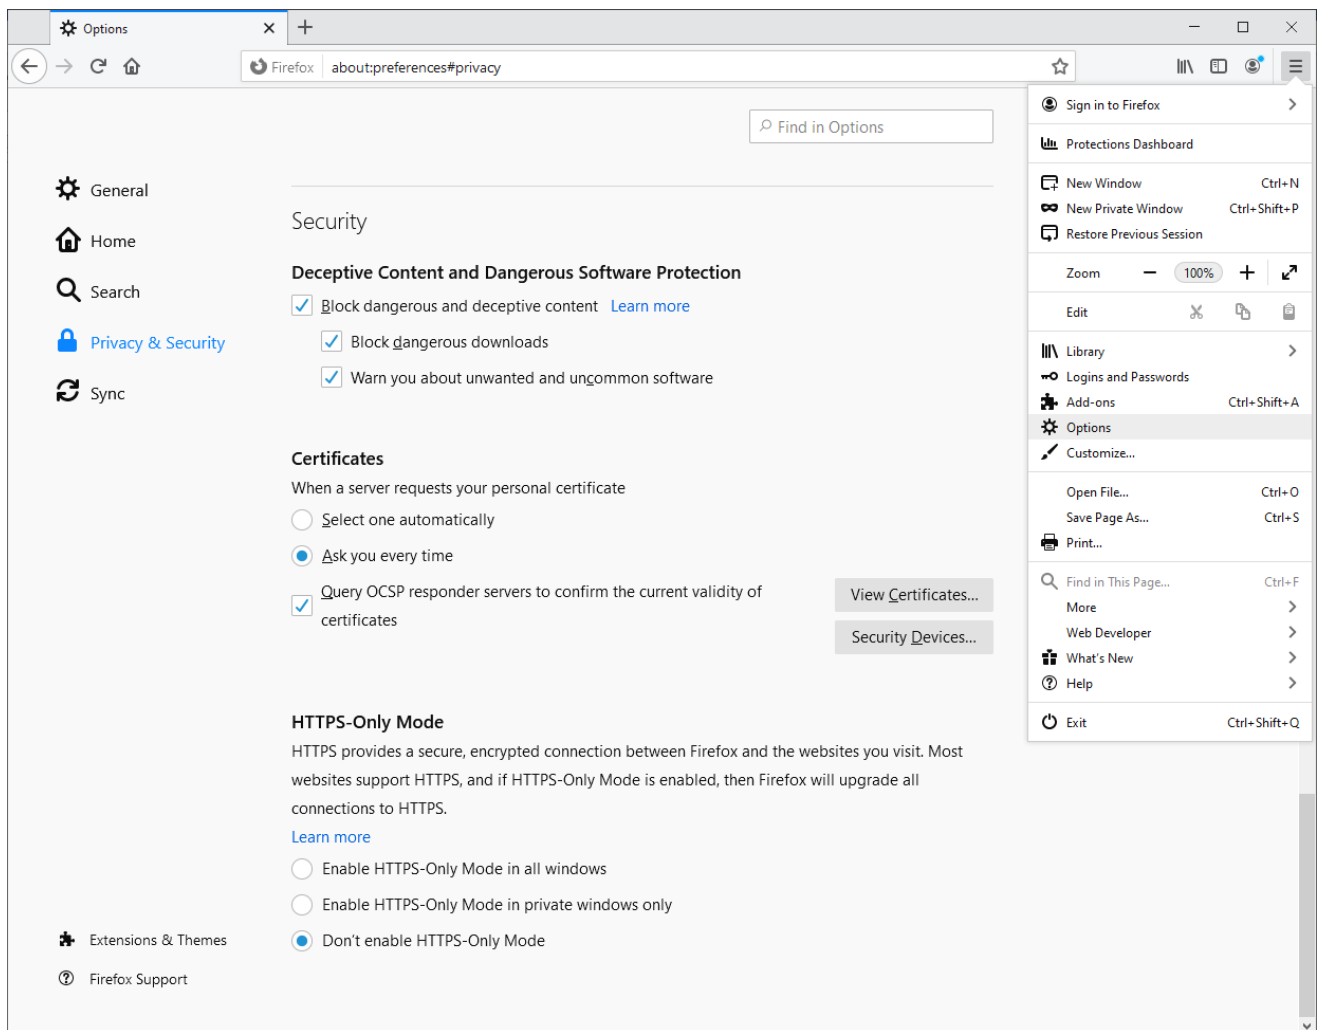 Options
Firefox
about:preferences#privacy
Find in Options
General
Home
Search
Privacy & Security
Sync
Extensions & Themes
Firefox Support
Security
Deceptive Content and Dangerous Software Protection
Block dangerous and deceptive content Learn more
Block dangerous downloads
Warn you about unwanted and uncommon software
Certificates
When a server requests your personal certificate
Select one automatically
Ask you every time
Query OCSP responder servers to confirm the current validity of
certificates
View Certificates...
Security Devices...
HTTPS-Only Mode
HTTPS provides a secure, encrypted connection between Firefox and the websites you visit. Most
websites support HTTPS, and if HTTPS-Only Mode is enabled, then Firefox will upgrade all
connections to HTTPS.
Learn more
Enable HTTPS-Only Mode in all windows
Enable HTTPS-Only Mode in private windows only
Don't enable HTTPS-Only Mode
Sign in to Firefox
Protections Dashboard
New Window Ctrl+N
New Private Window Ctrl+Shift+P
Restore Previous Session
Zoom 100%
Edit
Library
Logins and Passwords
Add-ons Ctrl+Shift+A
Options
Customize...
Open File... Ctrl+O
Save Page As... Ctrl+S
Print...
Find in This Page... Ctrl+F
More
Web Developer
What's New
Help
Exit Ctrl+Shift+Q